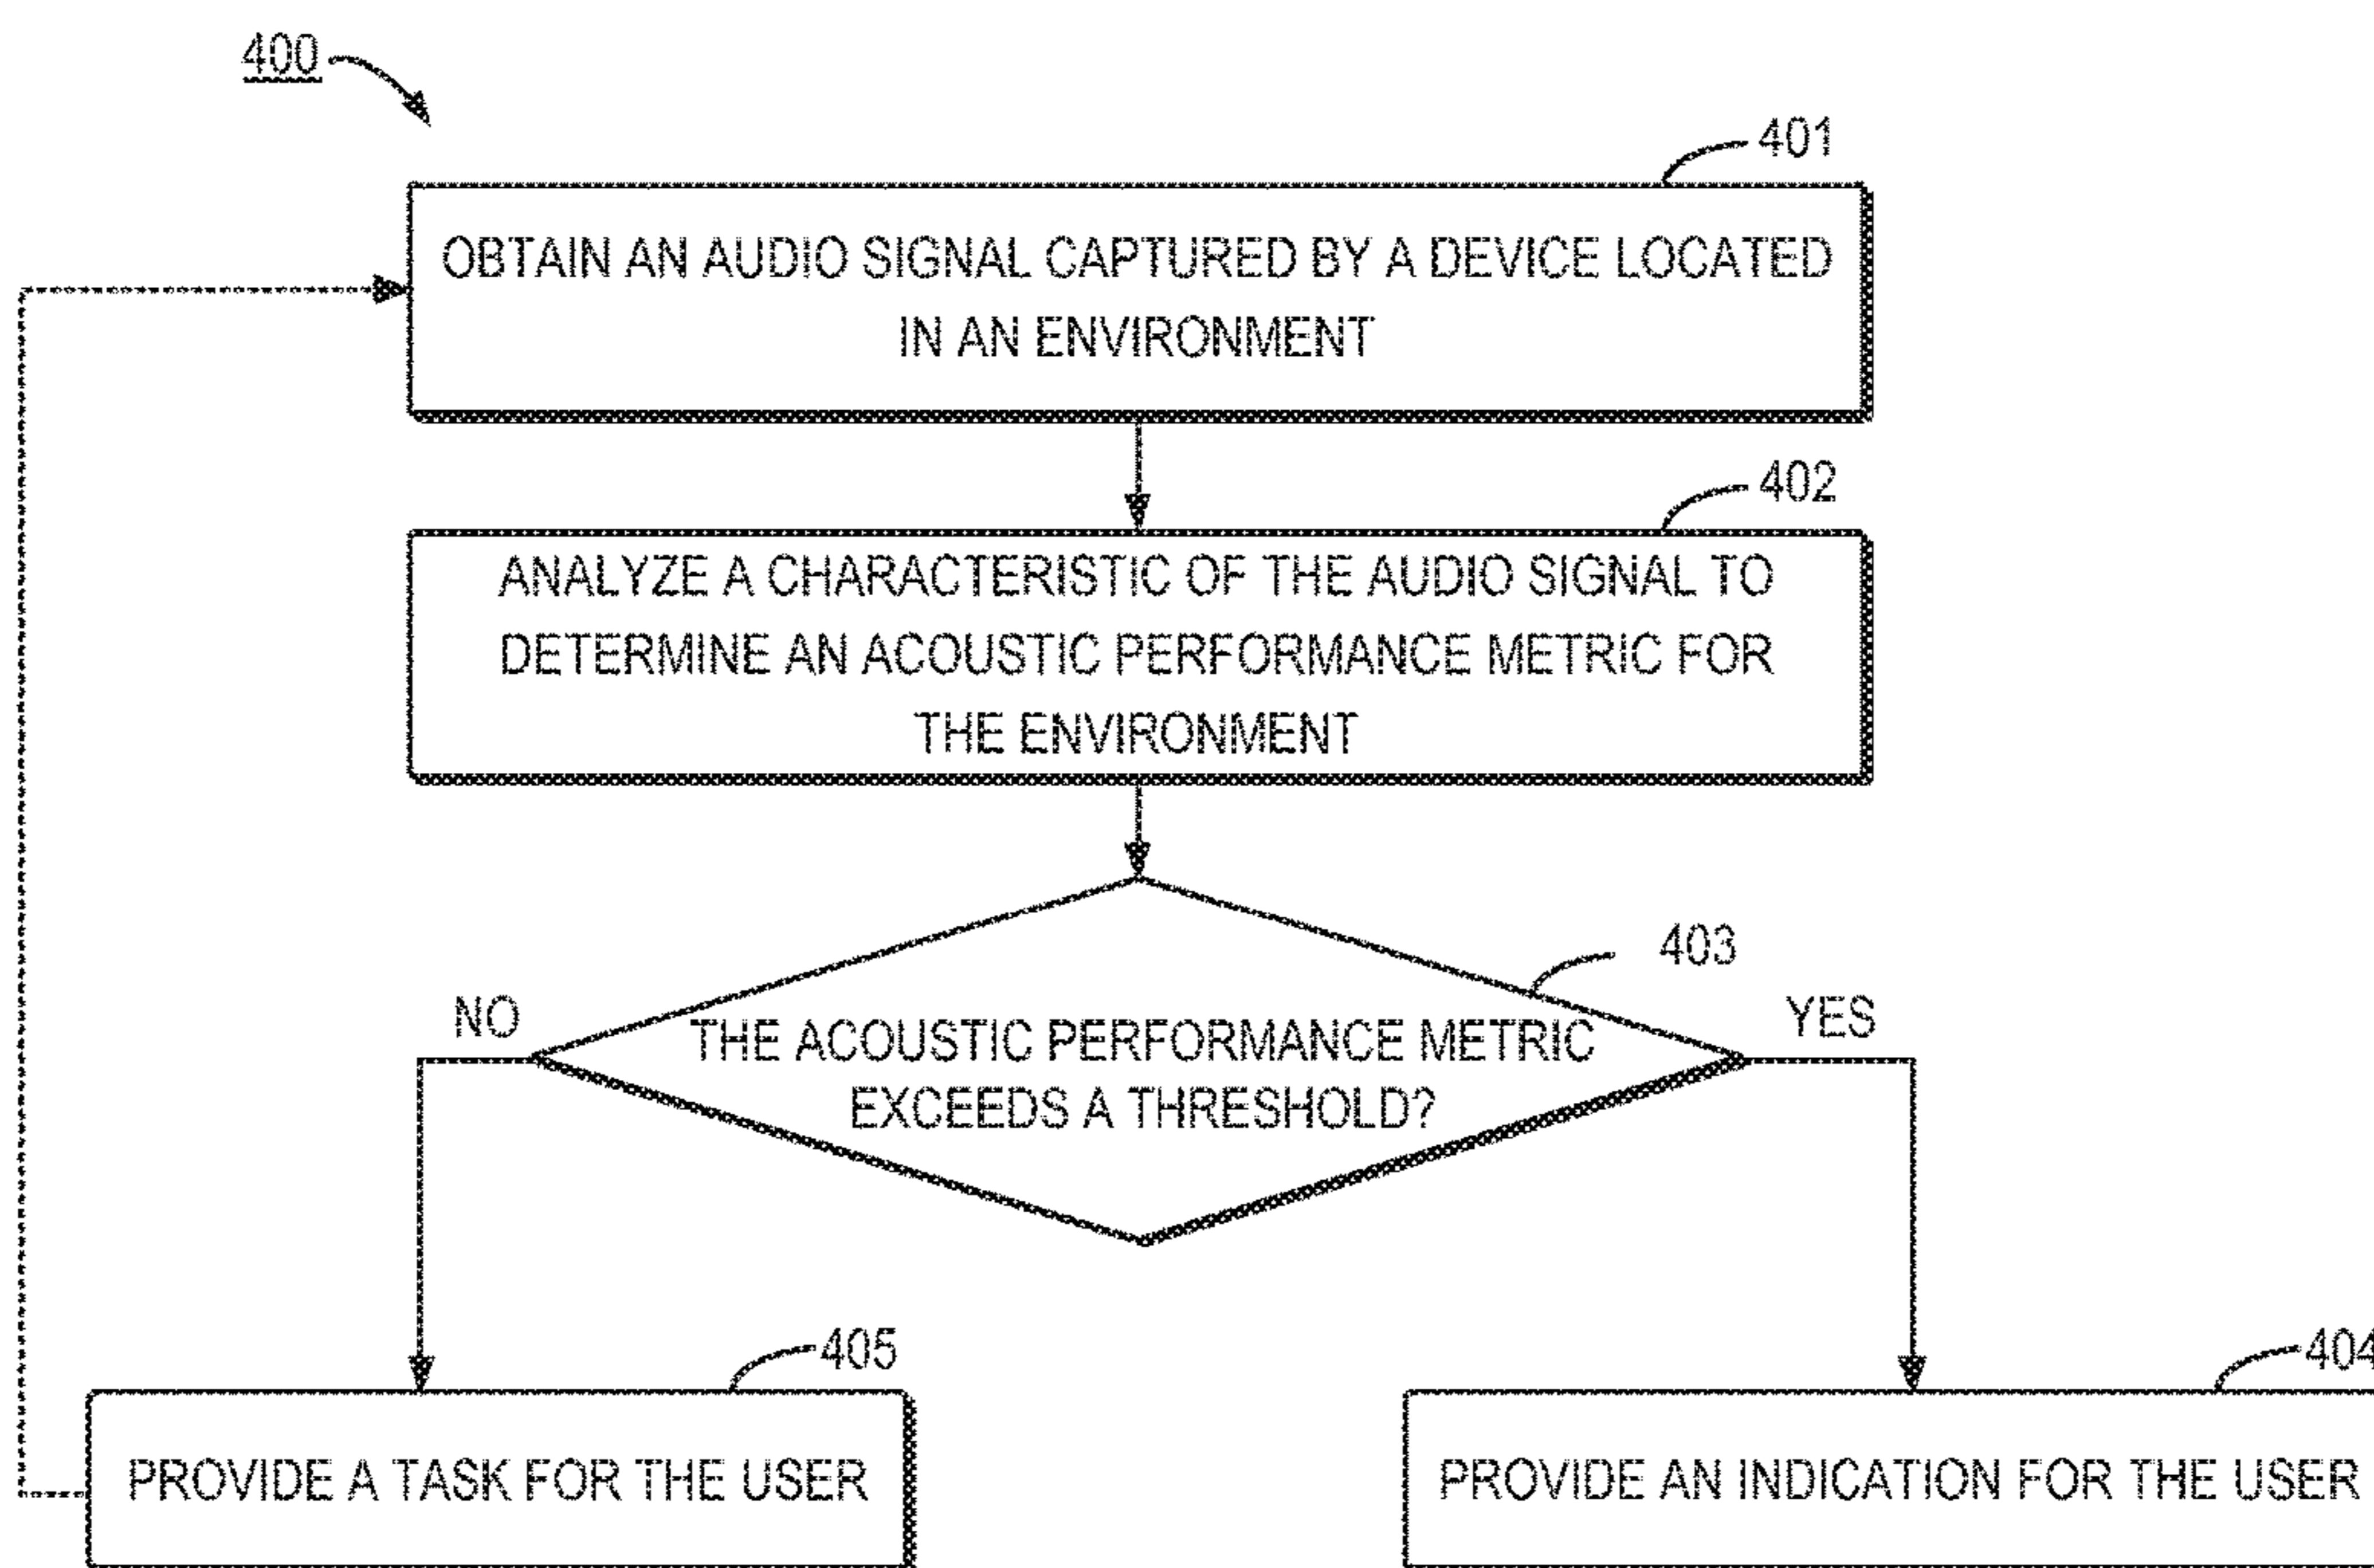 400
401
OBTAIN AN AUDIO SIGNAL CAPTURED BY A DEVICE LOCATED
IN AN ENVIRONMENT
402
ANALYZE A CHARACTERISTIC OF THE AUDIO SIGNAL TO
DETERMINE AN ACOUSTIC PERFORMANCE METRIC FOR
THE ENVIRONMENT
403
NO
YES
THE ACOUSTIC PERFORMANCE METRIC
EXCEEDS A THRESHOLD?
405
404
PROVIDE A TASK FOR THE USER
PROVIDE AN INDICATION FOR THE USER